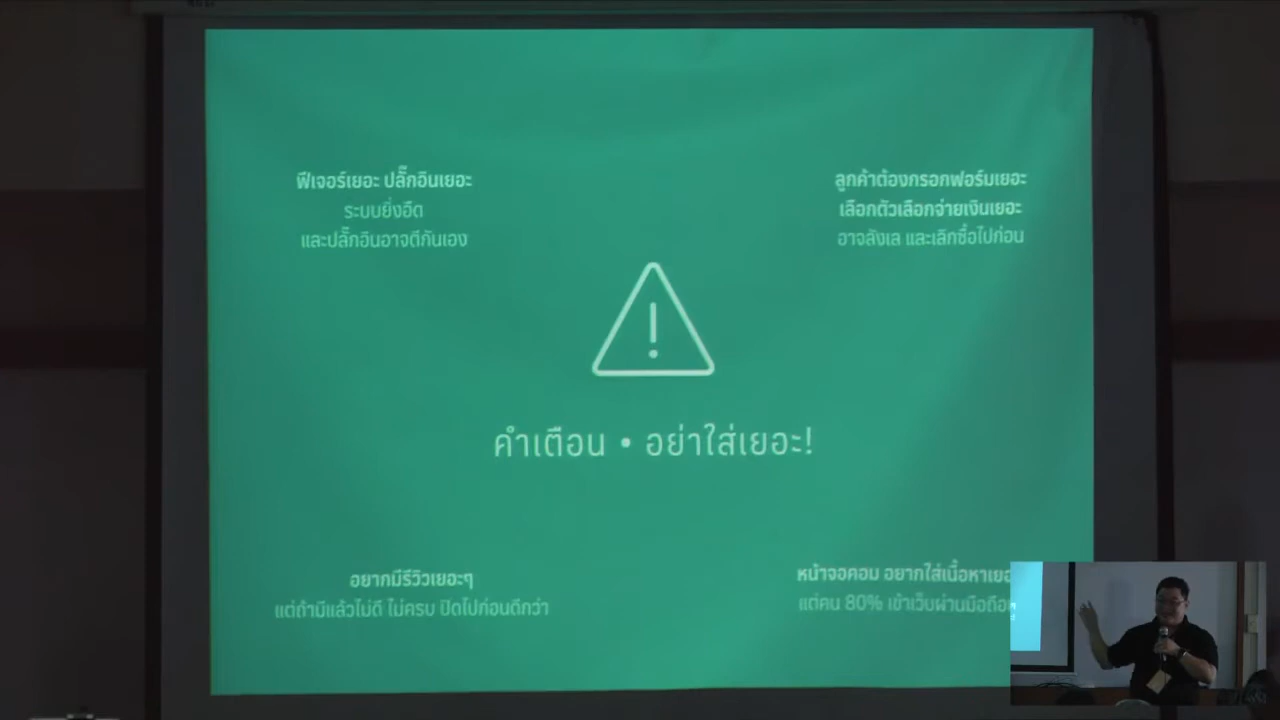 ฟีเจอร์เยอะ ปลั๊กอินเยอะ
ระบบยิ่งอืด
และปลั๊กอินอาจตีกันเอง
ลูกค้าต้องกรอกฟอร์มเยอะ
เลือกตัวเลือกจ่ายเงินเยอะ
อาจลังเล และเลิกซื้อไปก่อน
คำเตือน • อย่าใส่เยอะ!
อยากมีรีวิวเยอะๆ
แต่ถ้ามีแล้วไม่ดี ไม่ครบ ปิดไปก่อนดีกว่า
หน้าจอคอม อยากใส่เนื้อหาเยอะ
แต่คน 80% เข้าเว็บผ่านมือถือ